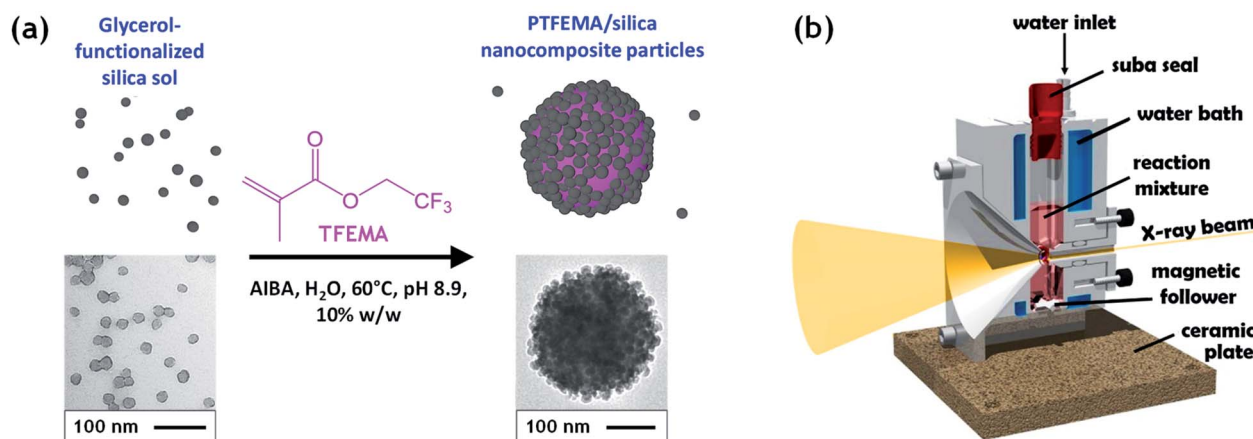 (a)
Glycerol-
functionalized
silica sol
PTFEMA/silica
nanocomposite particles
O
O
CF₃
TFEMA
AIBA, H₂O, 60°C, pH 8.9,
10% w/w
100 nm
100 nm
(b)
water inlet
suba seal
water bath
reaction
mixture
X-ray beam
magnetic
follower
ceramic
plate